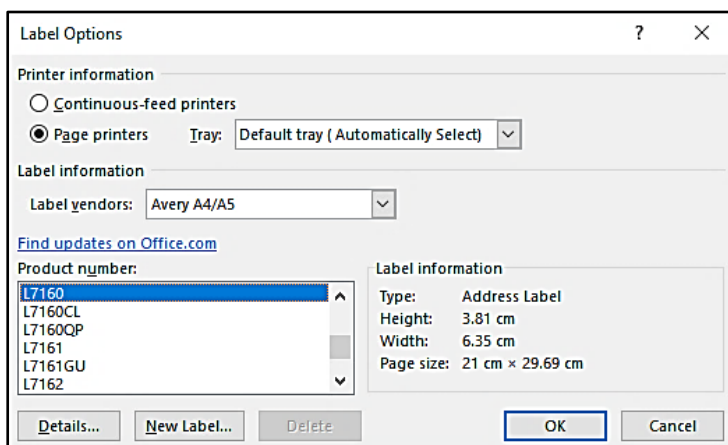 Label Options ?
Printer information
Continuous-feed printers
Page printers Tray: Default tray ( Automatically Select)
Label information
Label vendors: Avery A4/A5
Find updates on Office.com
Product number:
L7160
L7160CL
L7160QP
L7161
L7161GU
L7162
Label information
Type: Address Label
Height: 3.81 cm
Width: 6.35 cm
Page size: 21 cm × 29.69 cm
Details... New Label... Delete OK Cancel